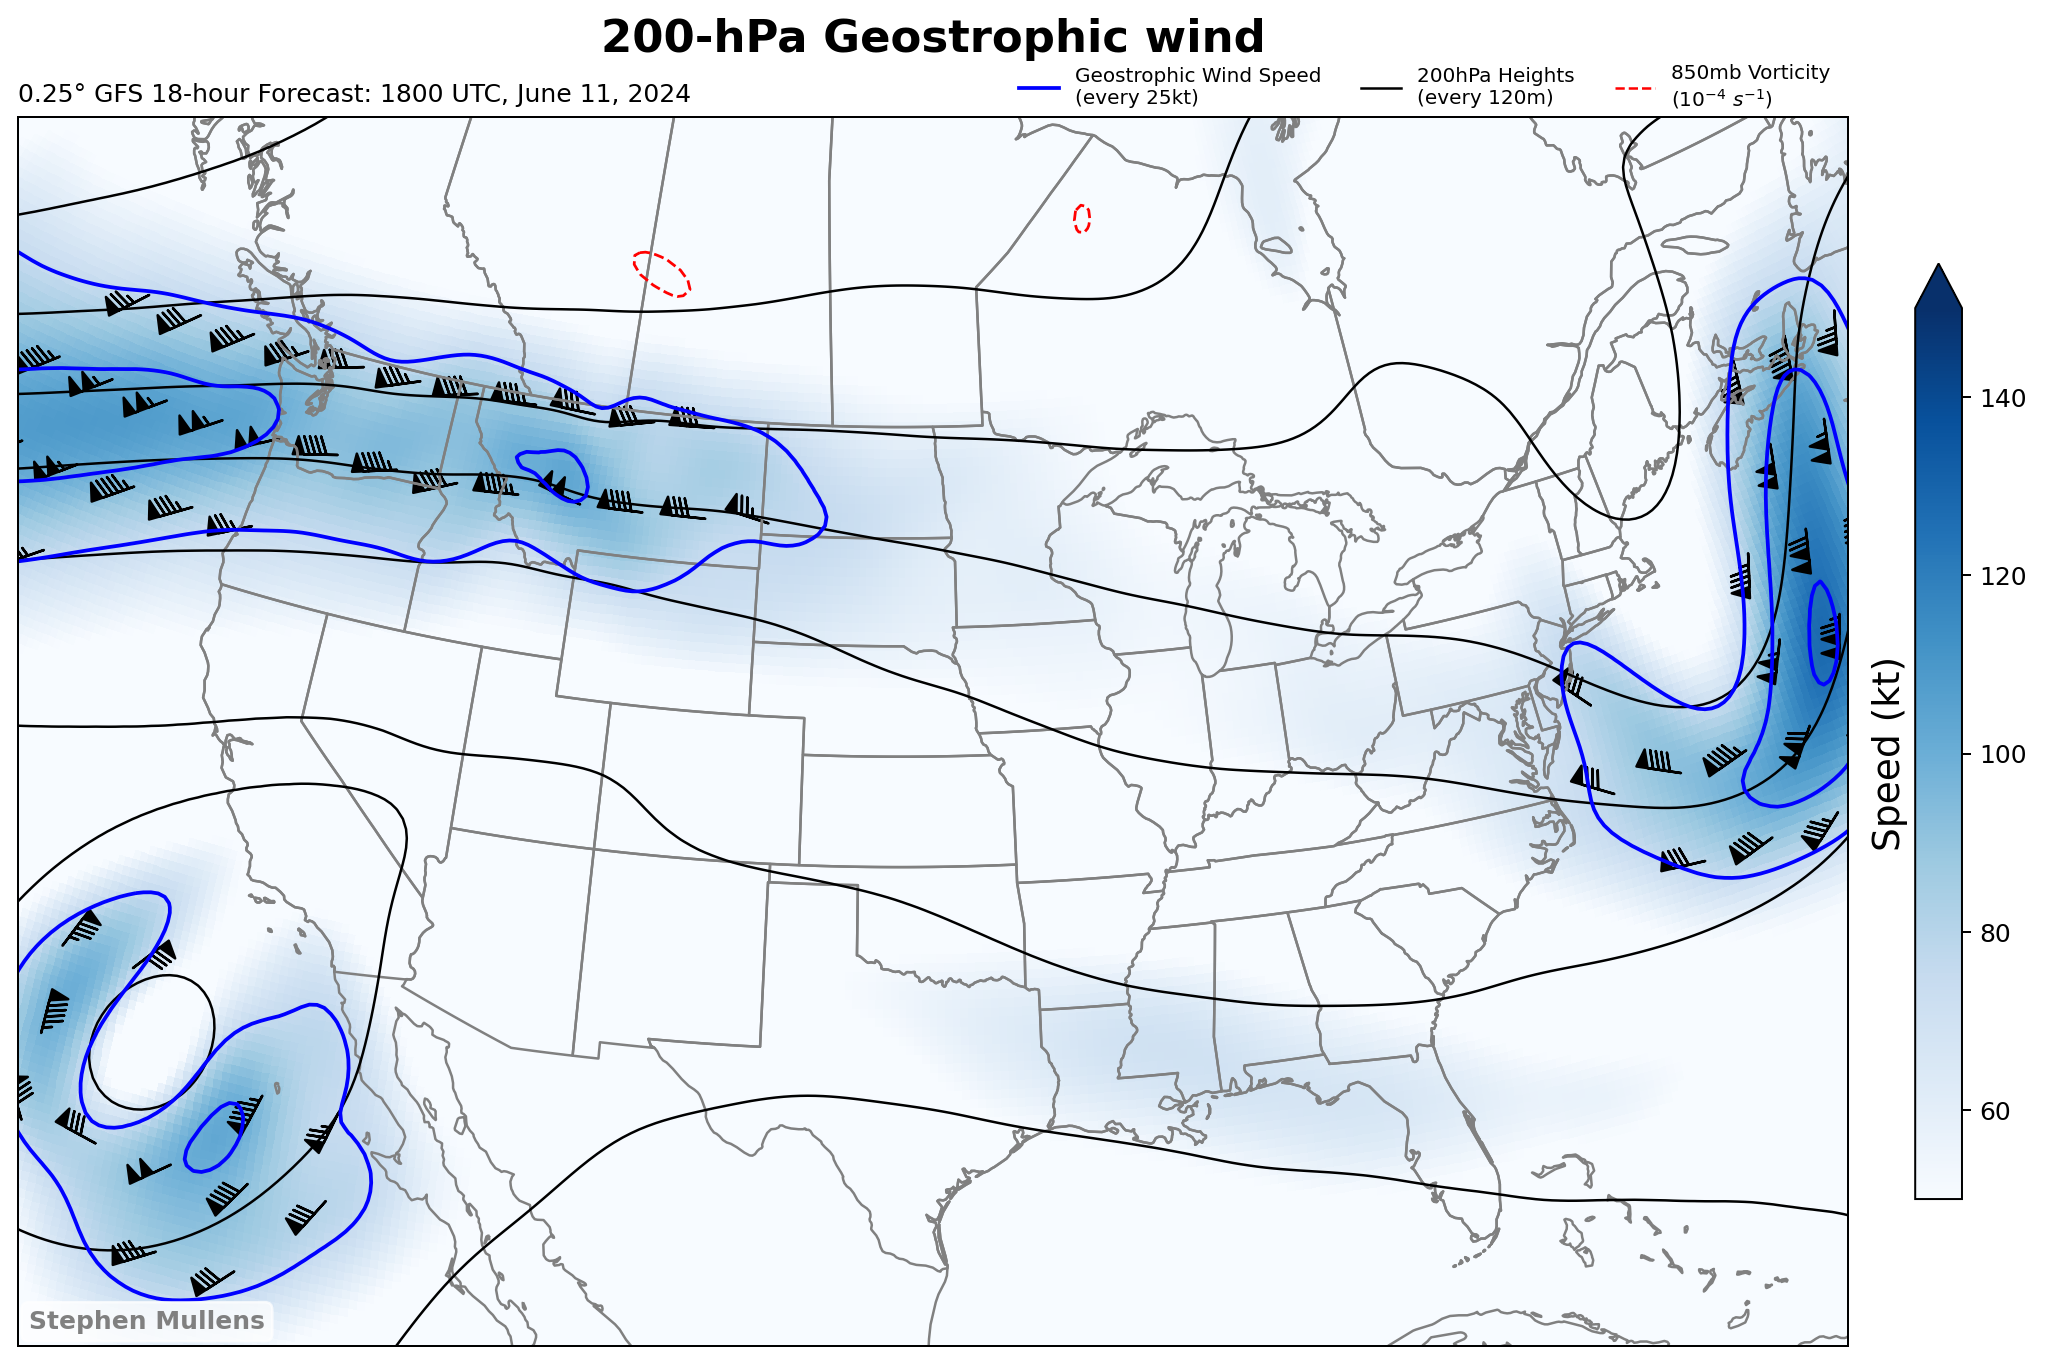 200-hPa Geostrophic wind
0.25° GFS 18-hour Forecast: 1800 UTC, June 11, 2024
Geostrophic Wind Speed
(every 25kt)
200hPa Heights
(every 120m)
850mb Vorticity
(10⁻⁴ s⁻¹)
140
120
100
80
60
Speed (kt)
Stephen Mullens